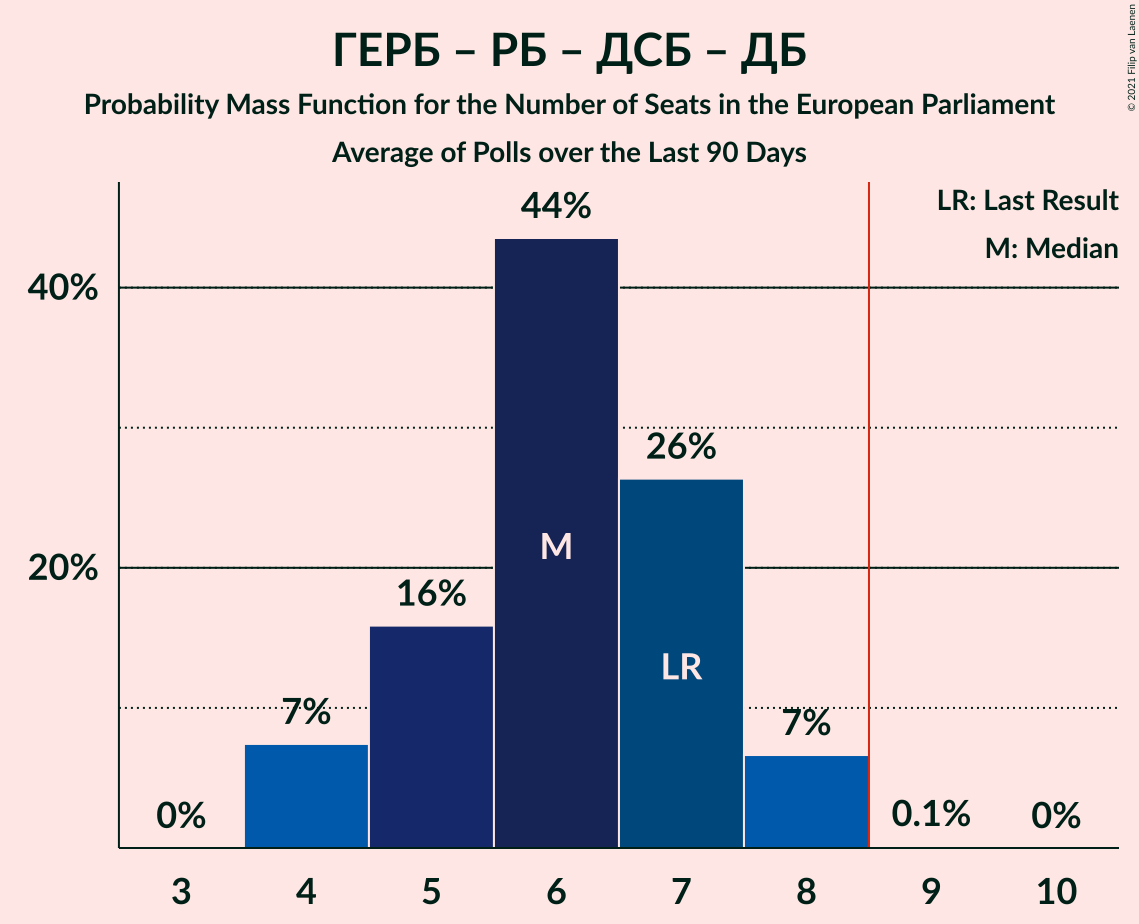 ГЕРБ – РБ – ДСБ – ДБ
Probability Mass Function for the Number of Seats in the European Parliament
Average of Polls over the Last 90 Days
© 2021 Filip van Laenen
LR: Last Result
M: Median
44%
40%
26%
M
20%
16%
LR
7%
7%
0%
0.1%
0%
3 4 5 6 7 8 9 10